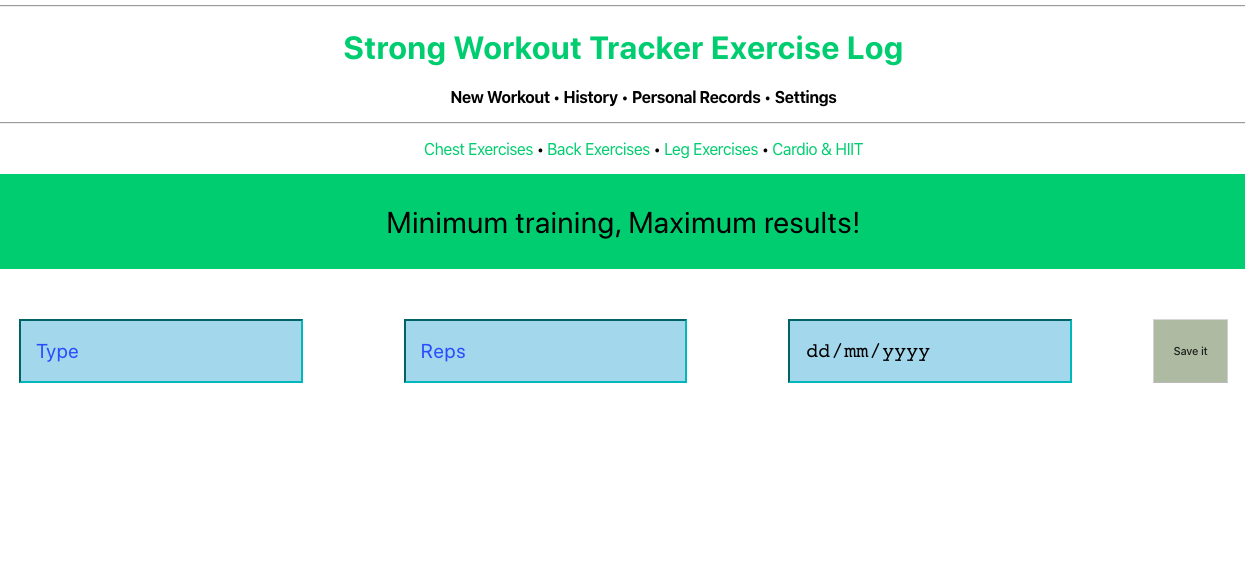 Strong Workout Tracker Exercise Log
New Workout • History • Personal Records • Settings
Chest Exercises • Back Exercises • Leg Exercises • Cardio & HIIT
Minimum training, Maximum results!
Type Reps dd/mm/yyyy Save it